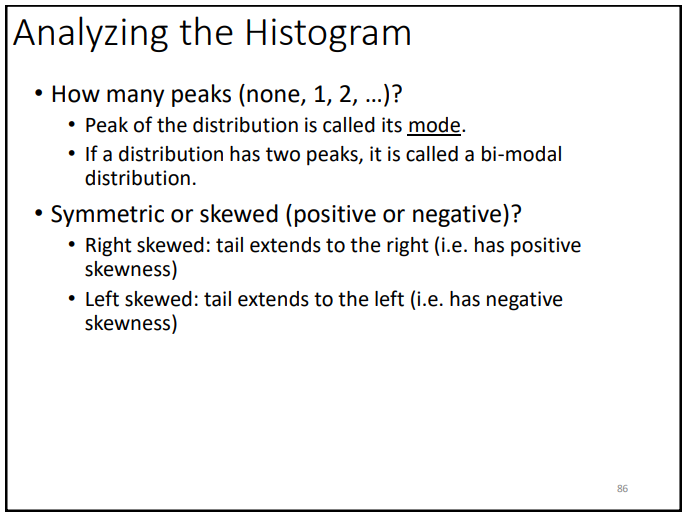 Analyzing the Histogram
• How many peaks (none, 1, 2, …)?
• Peak of the distribution is called its mode.
• If a distribution has two peaks, it is called a bi-modal
distribution.
• Symmetric or skewed (positive or negative)?
• Right skewed: tail extends to the right (i.e. has positive
skewness)
• Left skewed: tail extends to the left (i.e. has negative
skewness)
86